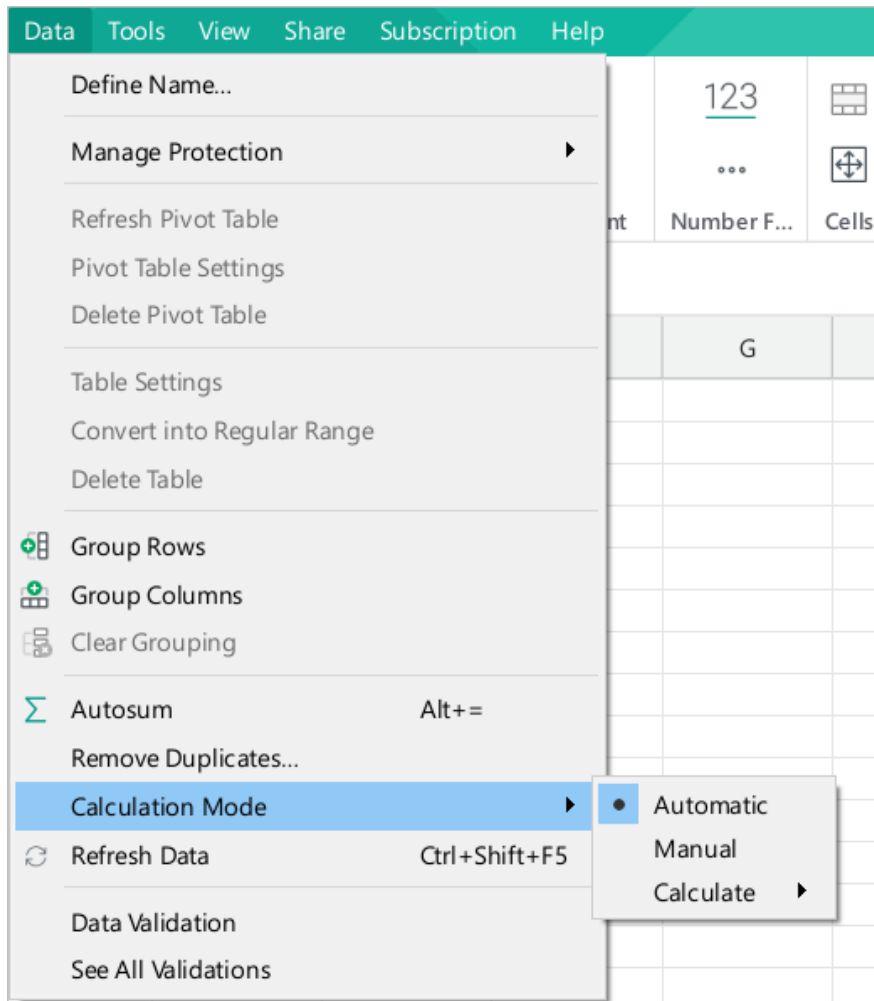 Data Tools View Share Subscription Help
Define Name...
123
Manage Protection
Refresh Pivot Table
nt Number F... Cells
Pivot Table Settings
Delete Pivot Table
G
Table Settings
Convert into Regular Range
Delete Table
Group Rows
Group Columns
Clear Grouping
Autosum Alt+=
Remove Duplicates...
Calculation Mode
Automatic
Refresh Data Ctrl+Shift+F5
Manual
Calculate
Data Validation
See All Validations